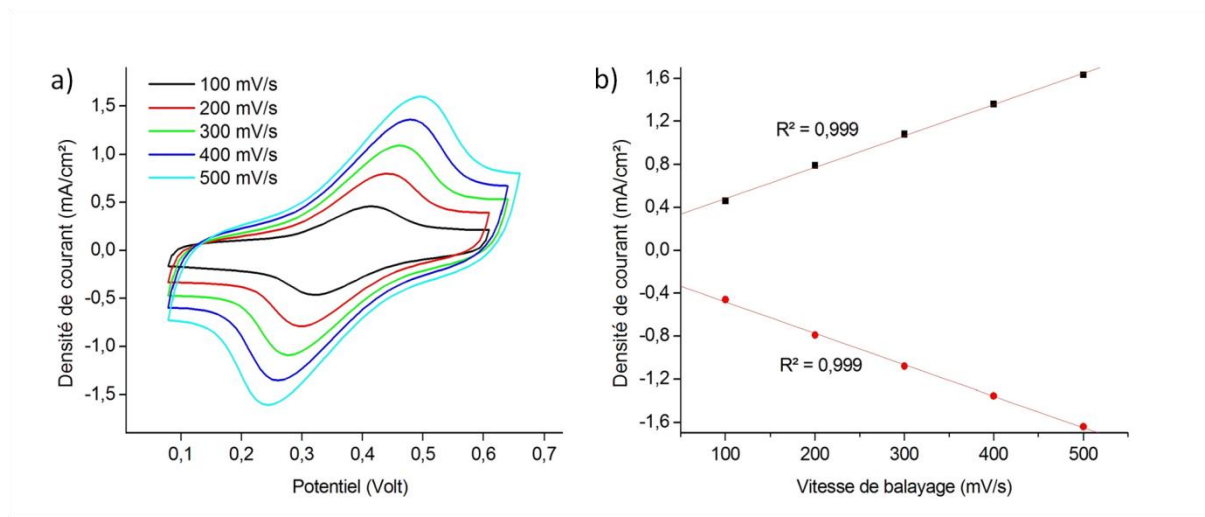 a)
100 mV/s
200 mV/s
300 mV/s
400 mV/s
500 mV/s
1,5
1,0
0,5
0,0
-0,5
-1,0
-1,5
Densité de courant (mA/cm²)
0,1 0,2 0,3 0,4 0,5 0,6 0,7
Potentiel (Volt)
b)
1,6
1,2
0,8
0,4
0,0
-0,4
-0,8
-1,2
-1,6
Densité de courant (mA/cm²)
R² = 0,999
R² = 0,999
100 200 300 400 500
Vitesse de balayage (mV/s)